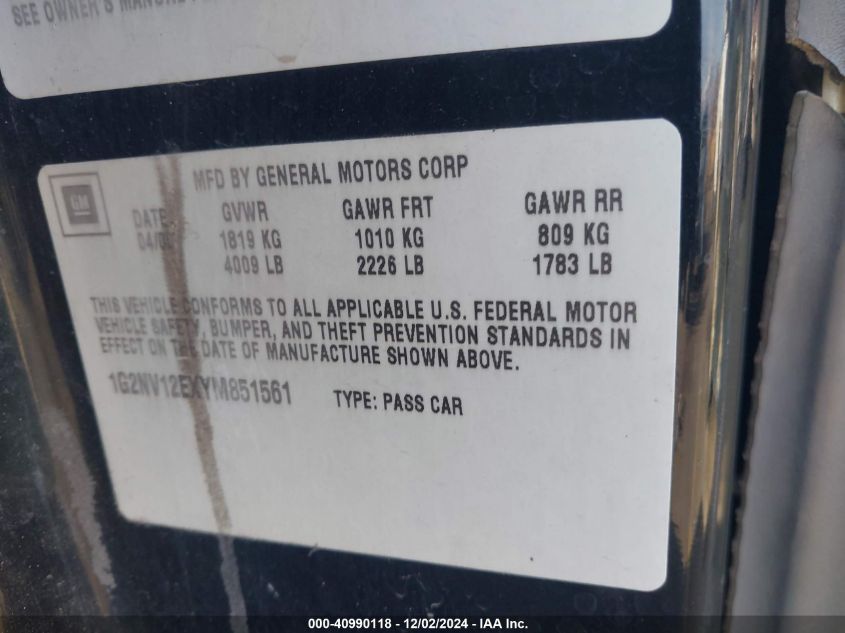 SEE OWNER'S MANUAL
MFD BY GENERAL MOTORS CORP
GM
DATE GVWR GAWR FRT GAWR RR
04/00 1819 KG 1010 KG 809 KG
4009 LB 2226 LB 1783 LB
THIS VEHICLE CONFORMS TO ALL APPLICABLE U.S. FEDERAL MOTOR
VEHICLE SAFETY, BUMPER, AND THEFT PREVENTION STANDARDS IN
EFFECT ON THE DATE OF MANUFACTURE SHOWN ABOVE.
1G2NV12EXYM851561 TYPE: PASS CAR
000-40990118 - 12/02/2024 - IAA Inc.